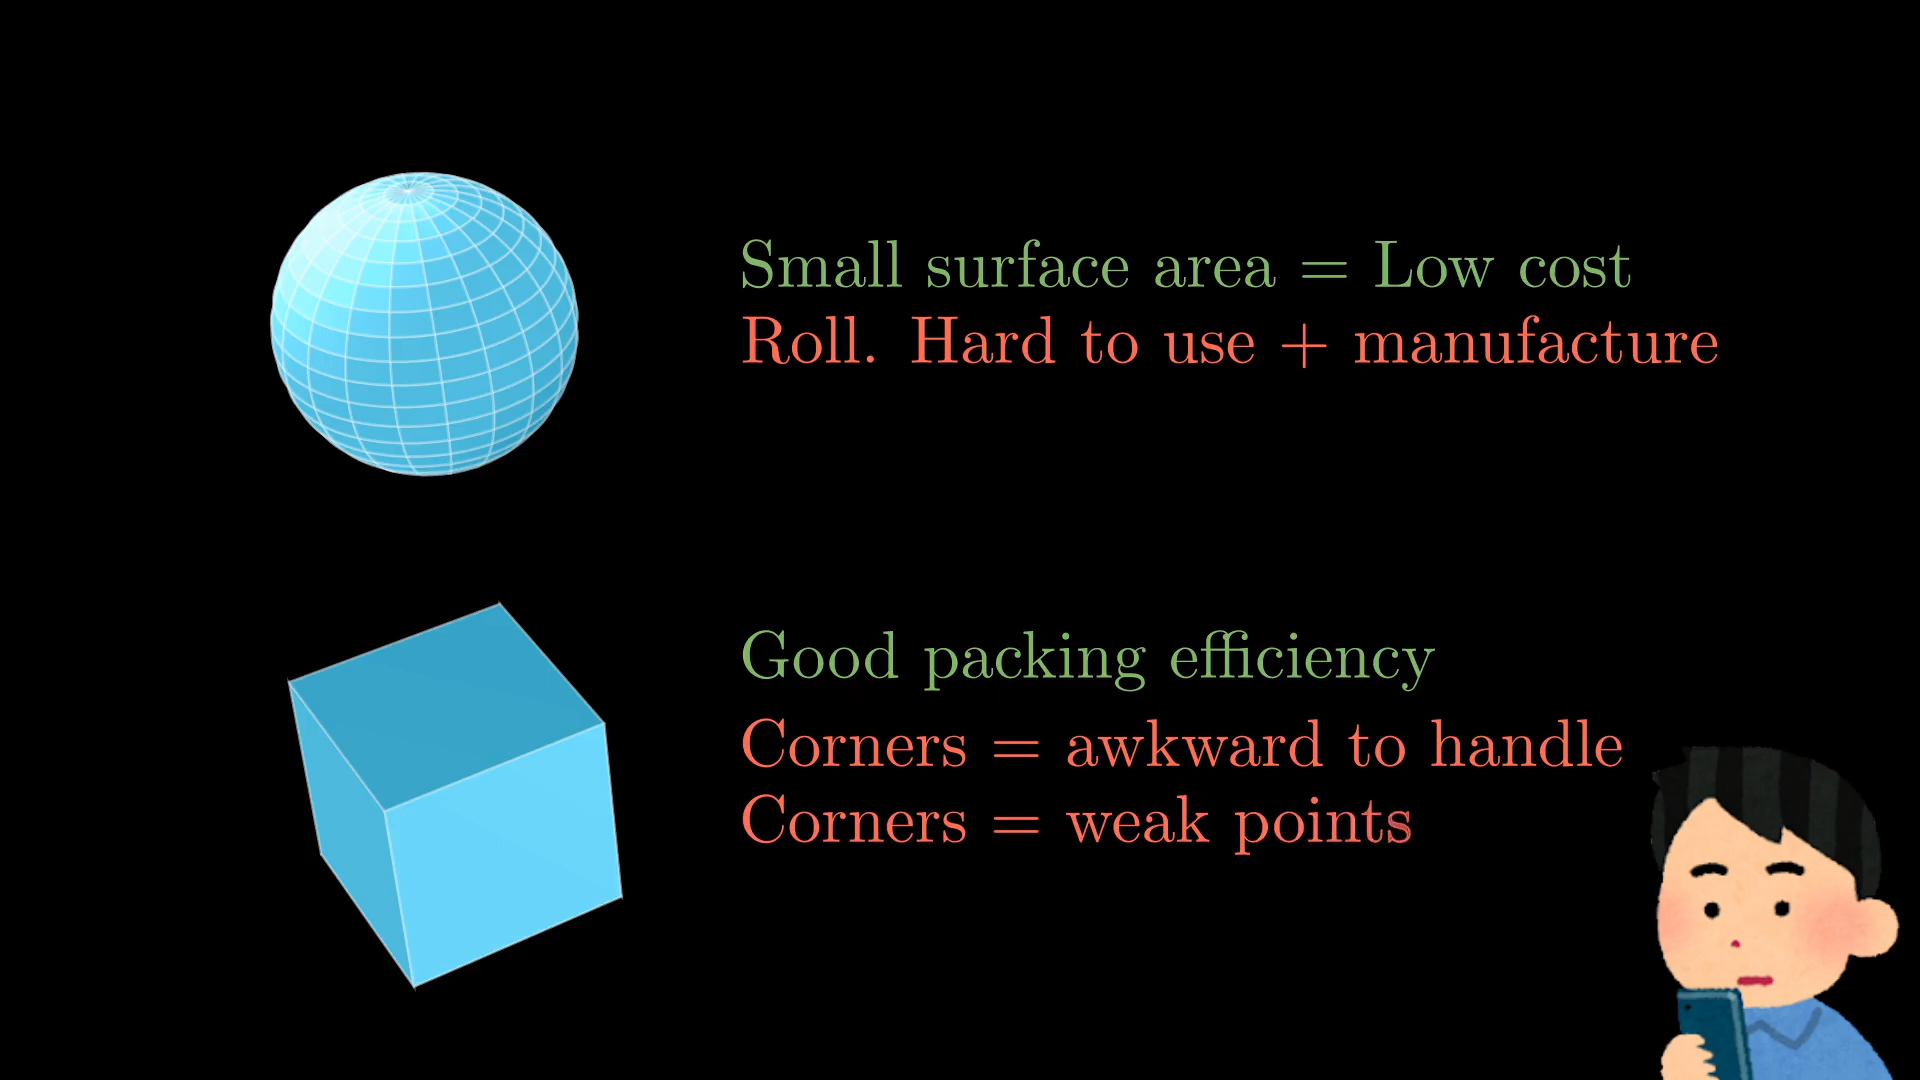 Small surface area = Low cost
Roll. Hard to use + manufacture
Good packing efficiency
Corners = awkward to handle
Corners = weak points